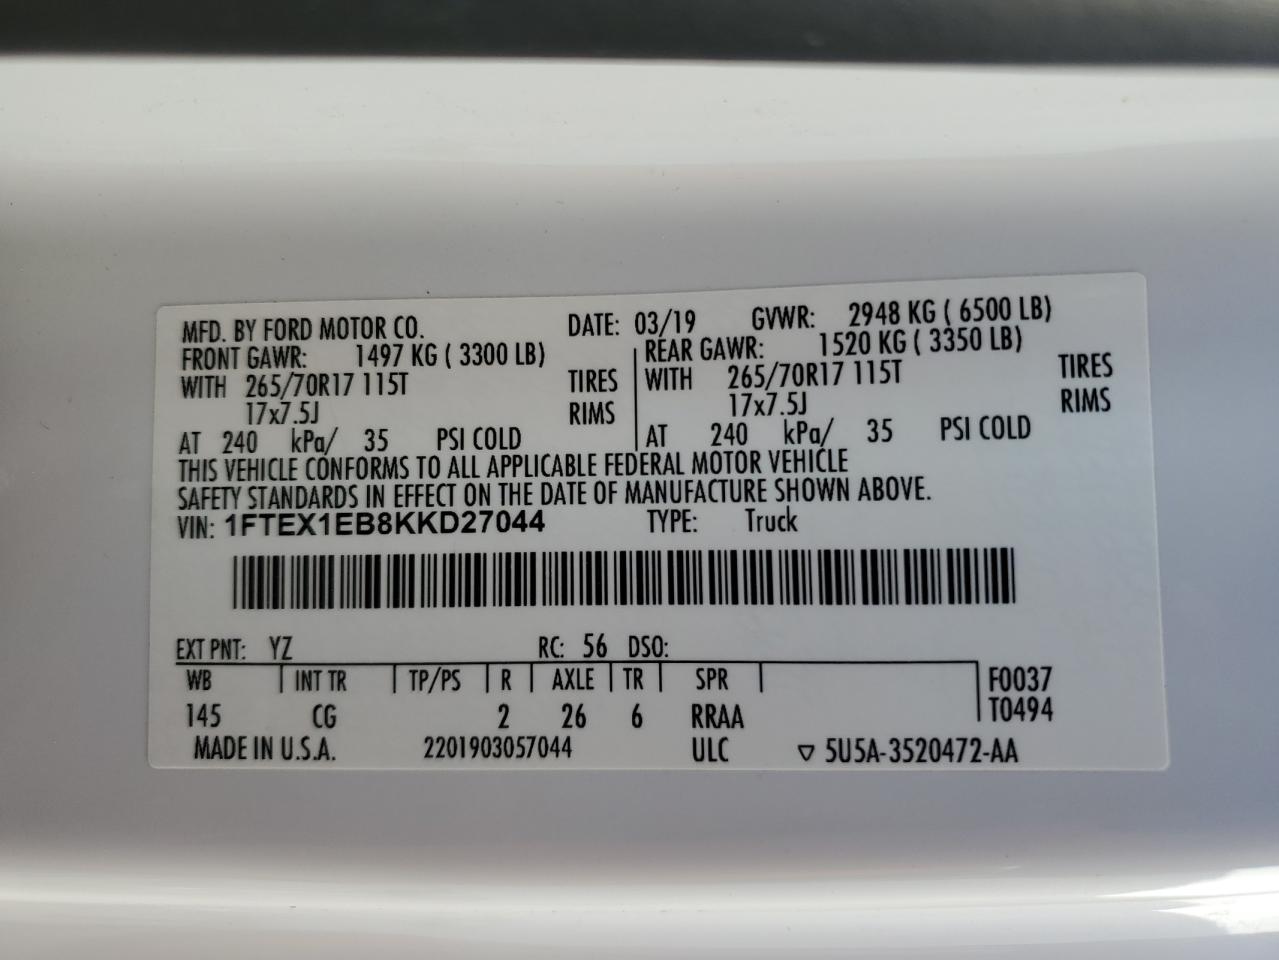 MFD. BY FORD MOTOR CO. DATE: 03/19 GVWR: 2948 KG ( 6500 LB)
FRONT GAWR: 1497 KG ( 3300 LB) REAR GAWR: 1520 KG ( 3350 LB)
WITH 265/70R17 115T TIRES WITH 265/70R17 115T TIRES
17x7.5J RIMS 17x7.5J RIMS
AT 240 kPa/ 35 PSI COLD AT 240 kPa/ 35 PSI COLD
THIS VEHICLE CONFORMS TO ALL APPLICABLE FEDERAL MOTOR VEHICLE
SAFETY STANDARDS IN EFFECT ON THE DATE OF MANUFACTURE SHOWN ABOVE.
VIN: 1FTEX1EB8KKD27044 TYPE: Truck
EXT PNT: YZ RC: 56 DSO:
WB INT TR TP/PS R AXLE TR SPR F0037
145 CG 2 26 6 RRAA T0494
MADE IN U.S.A. 2201903057044 ULC ▽ 5U5A-3520472-AA